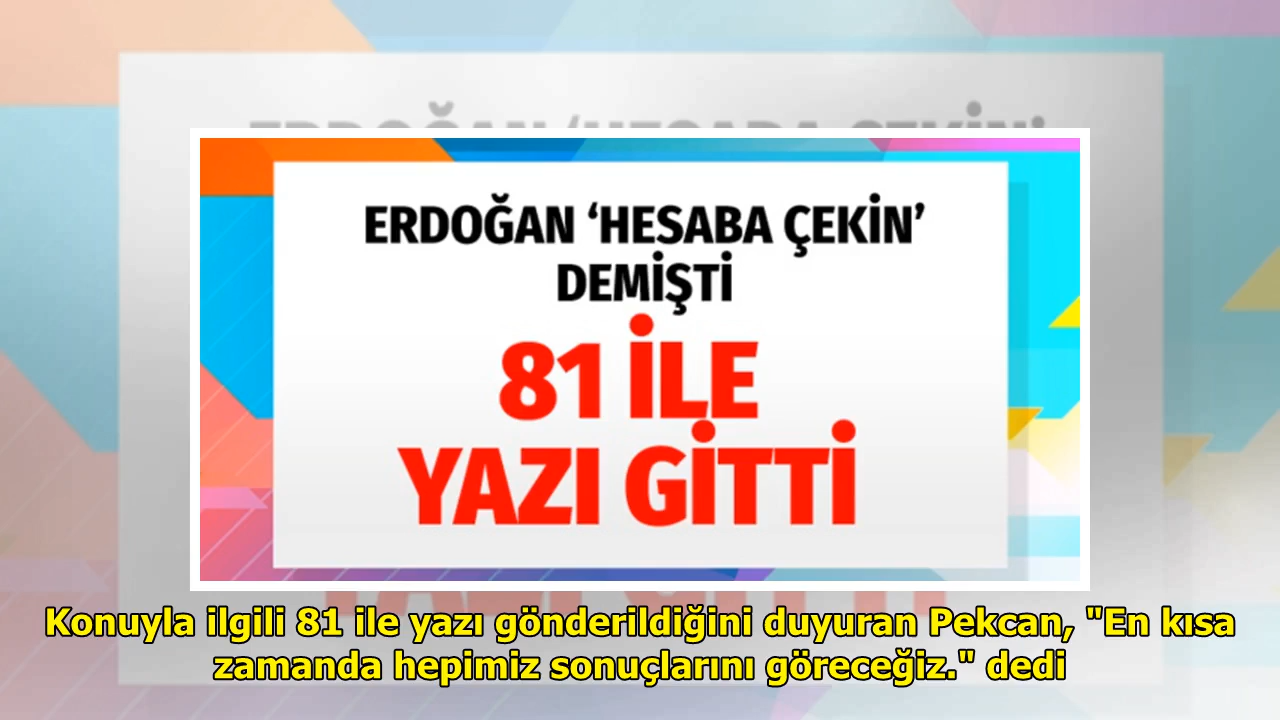 ERDOĞAN ‘HESABA ÇEKİN’
DEMİŞTİ
81 İLE
YAZI GİTTİ
Konuyla ilgili 81 ile yazı gönderildiğini duyuran Pekcan, "En kısa
zamanda hepimiz sonuçlarını göreceğiz." dedi